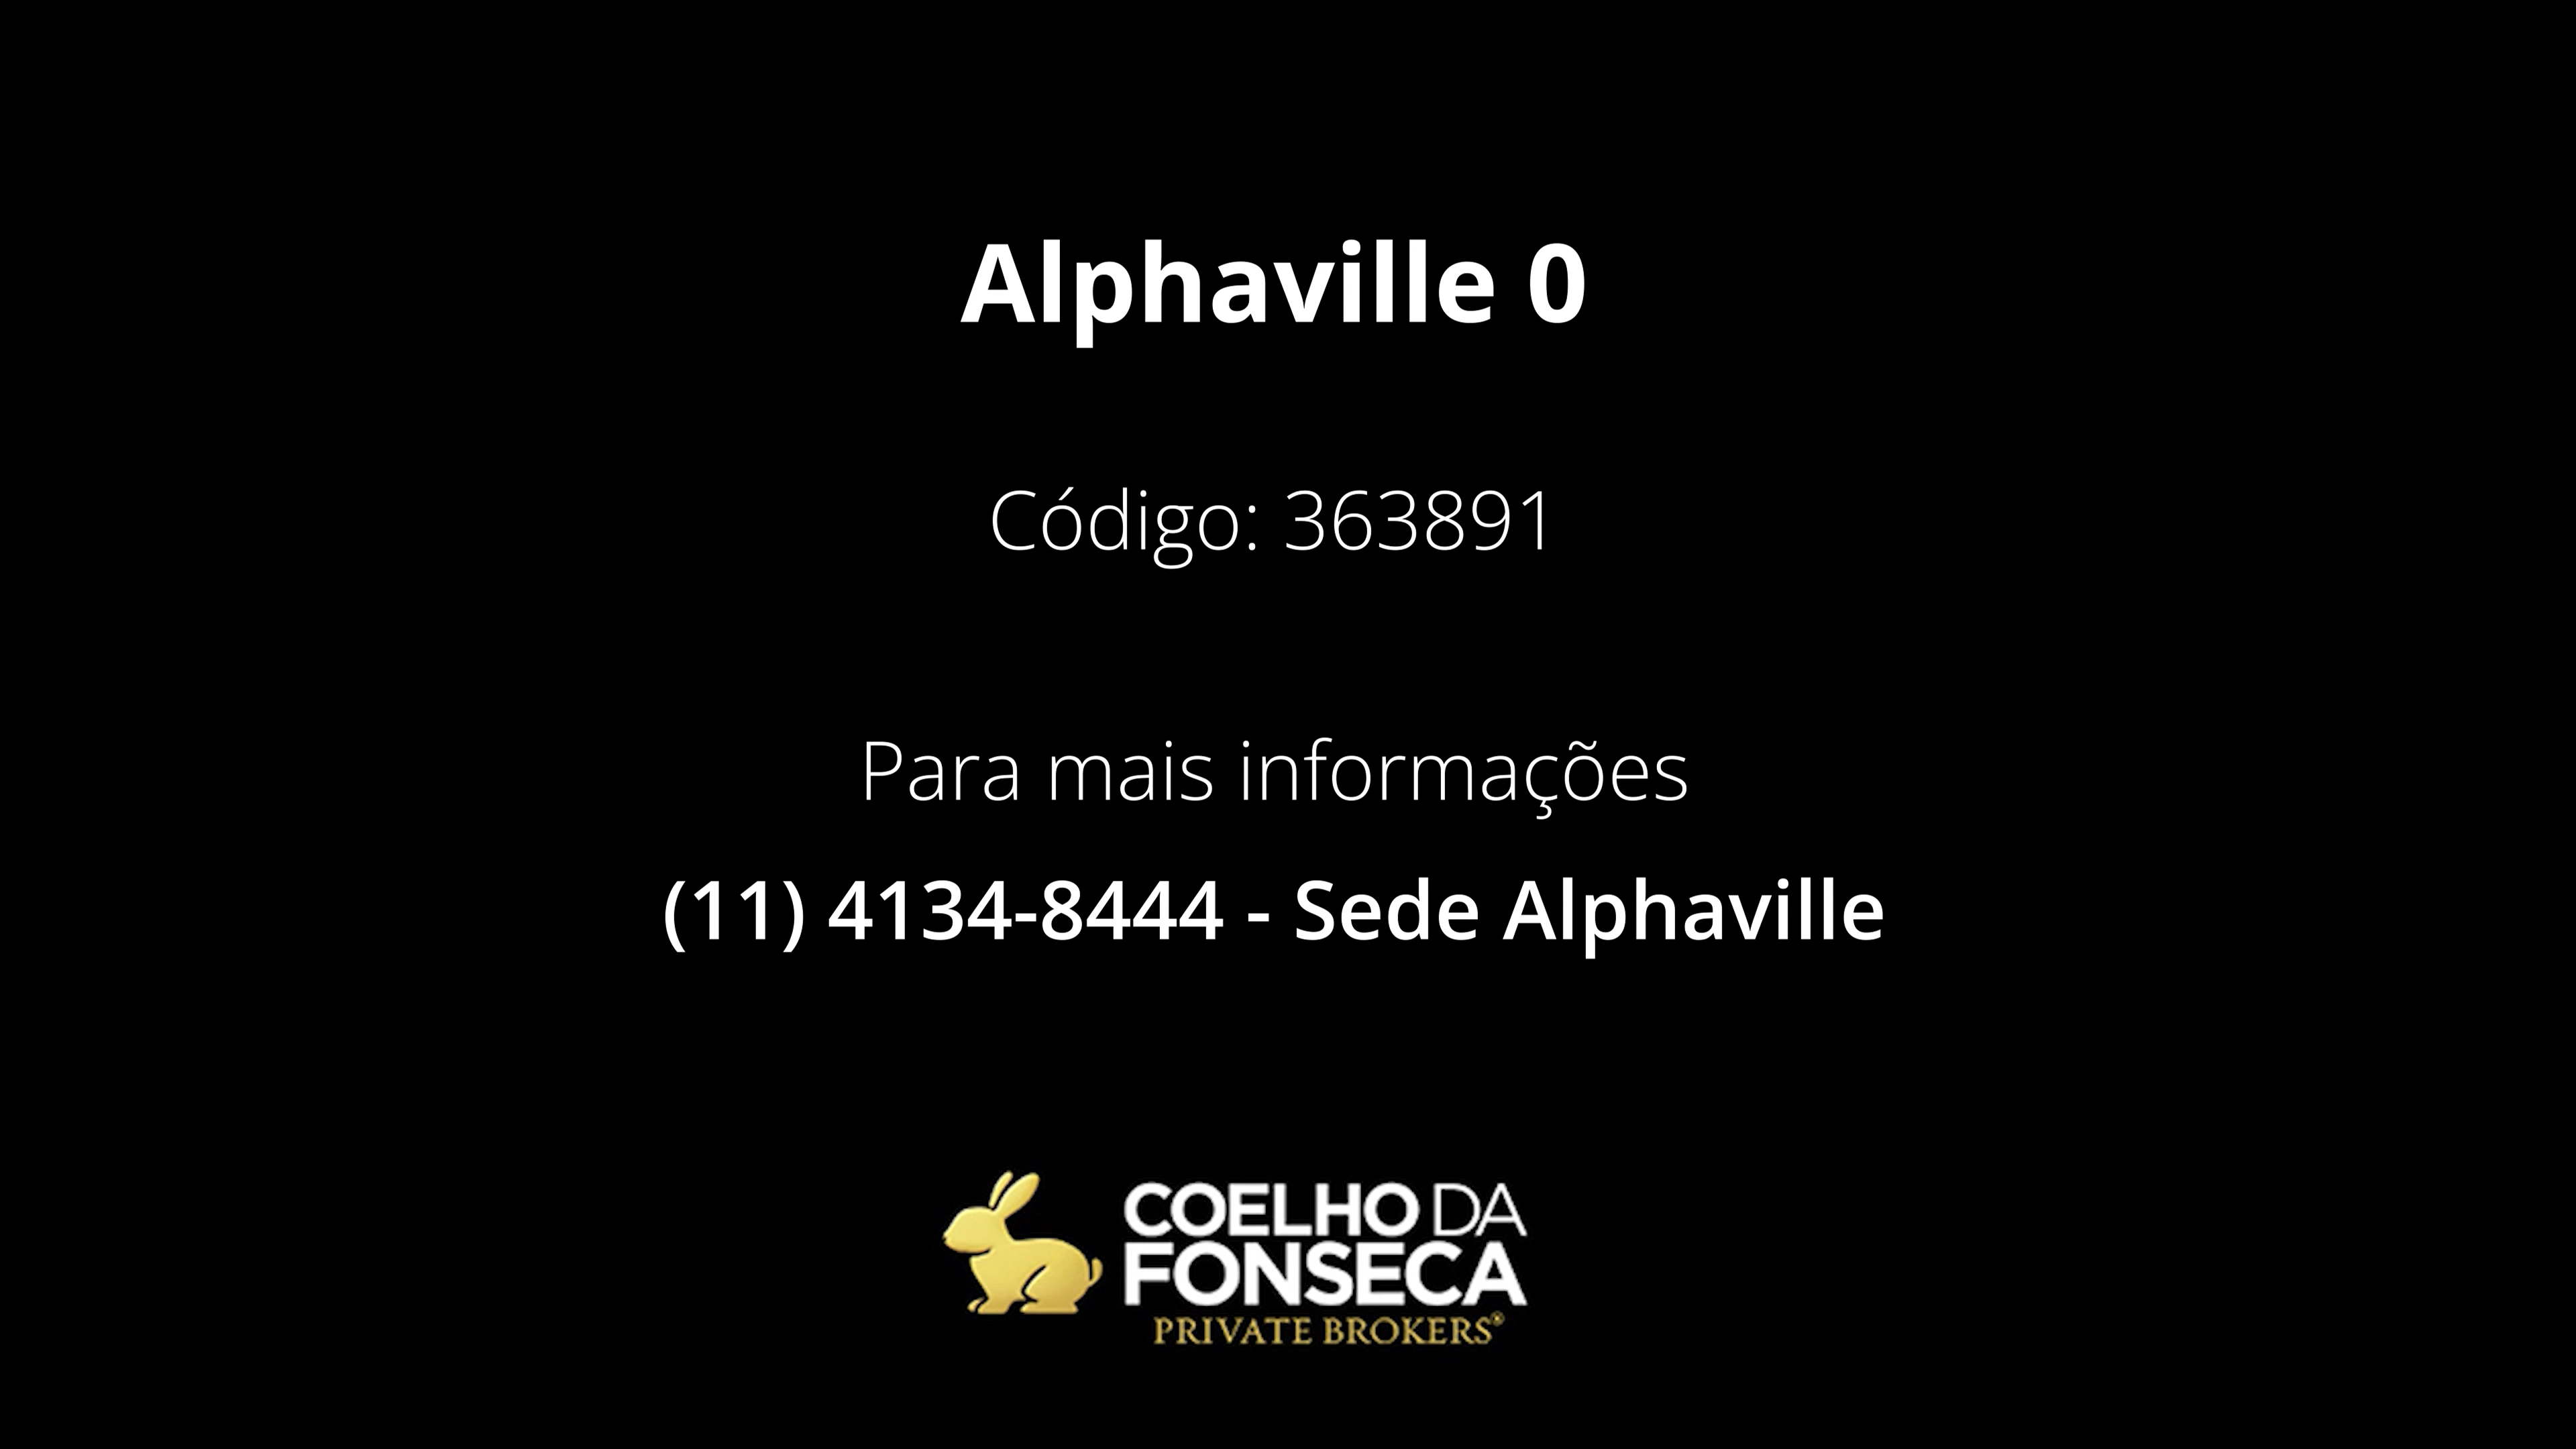 Alphaville 0
Código: 363891
Para mais informações
(11) 4134-8444 - Sede Alphaville
COELHO DA
FONSECA
PRIVATE BROKERS®